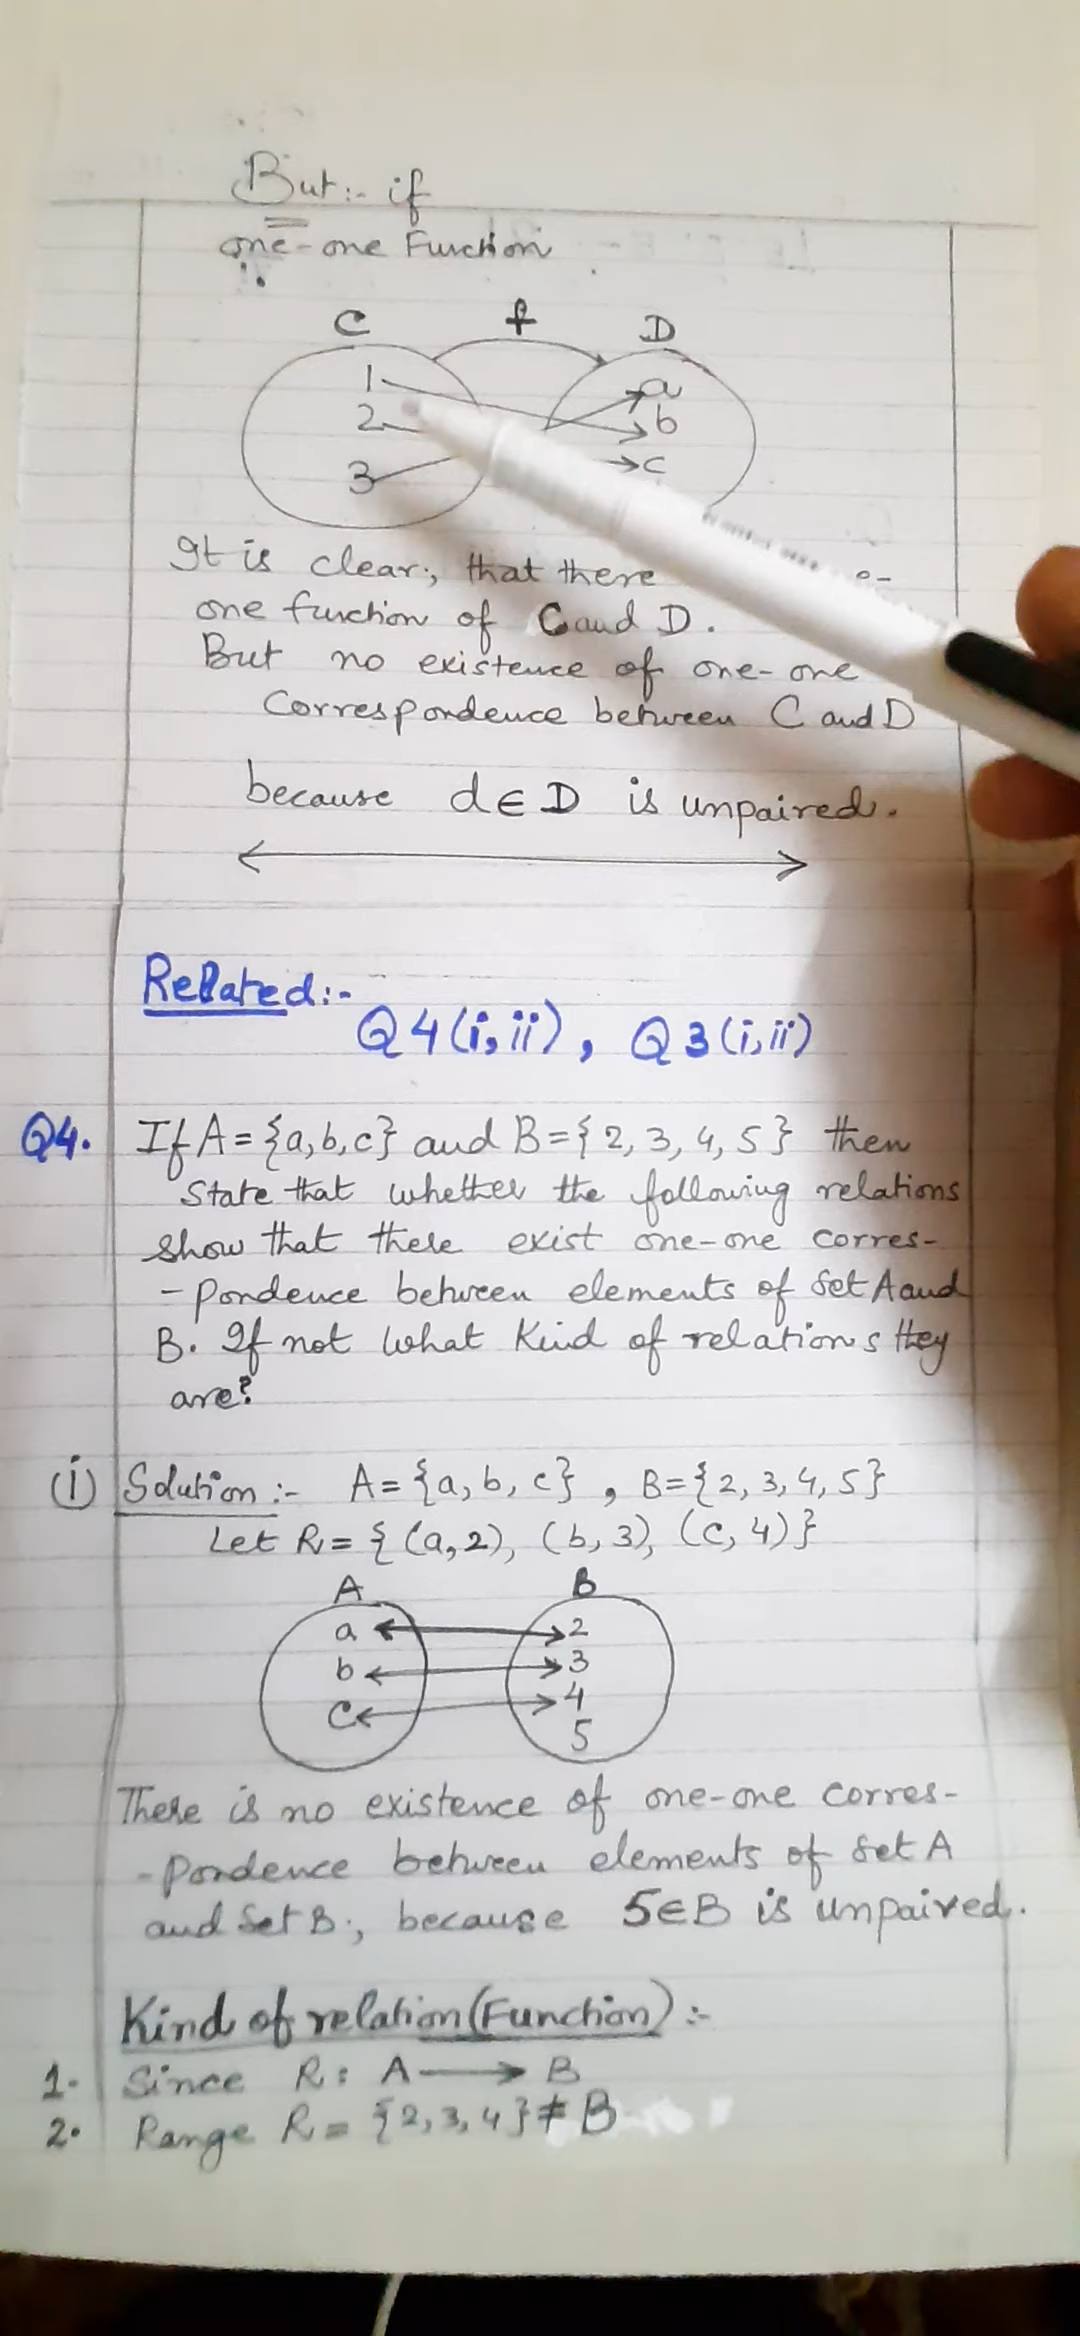 But:- if
one-one Function
C f D
1 a
2 b
3 c
It is clear, that there
one function of C and D.
But no existence of one-one
Correspondence between C and D
because d∈D is unpaired.
Related:-
Q4(i,ii), Q3(i,ii)
Q4. If A={a,b,c} and B={2,3,4,5} then
State that whether the following relations
show that there exist one-one corres-
-pondence between elements of set A and
B. If not what kind of relations they
are?
(i) Solution:- A={a,b,c}, B={2,3,4,5}
Let R={(a,2), (b,3), (c,4)}
A B
a 2
b 3
c 4
5
There is no existence of one-one corres-
-pondence between elements of set A
and set B, because 5∈B is unpaired.
Kind of relation(Function):-
1. Since R: A → B
2. Range R = {2,3,4} ≠ B